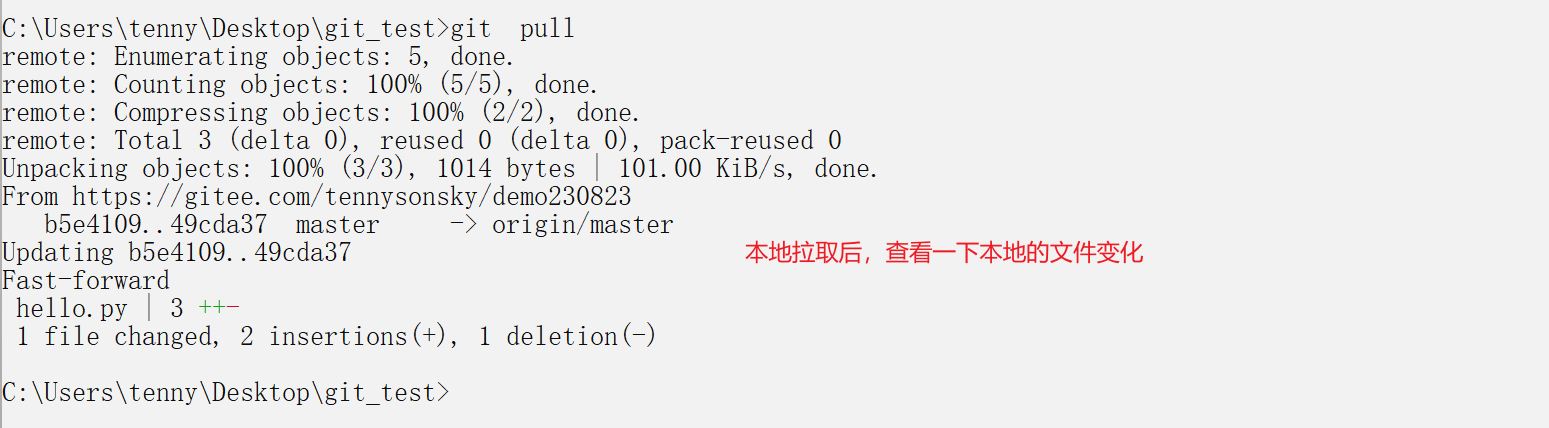 C:\Users\tenny\Desktop\git_test>git  pull
remote: Enumerating objects: 5, done.
remote: Counting objects: 100% (5/5), done.
remote: Compressing objects: 100% (2/2), done.
remote: Total 3 (delta 0), reused 0 (delta 0), pack-reused 0
Unpacking objects: 100% (3/3), 1014 bytes | 101.00 KiB/s, done.
From https://gitee.com/tennysonsky/demo230823
   b5e4109..49cda37  master     -> origin/master
Updating b5e4109..49cda37
本地拉取后，查看一下本地的文件变化
Fast-forward
 hello.py | 3 ++-
 1 file changed, 2 insertions(+), 1 deletion(-)
C:\Users\tenny\Desktop\git_test>